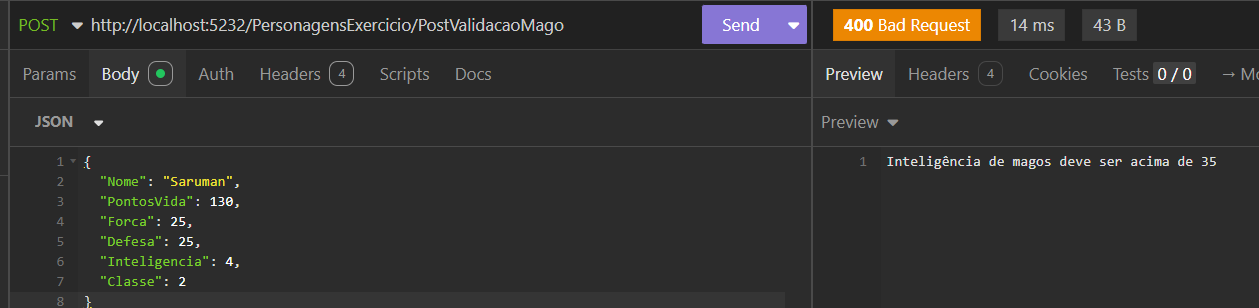 POST http://localhost:5232/PersonagensExercicio/PostValidacaoMago Send 400 Bad Request 14 ms 43 B
Params Body Auth Headers 4 Scripts Docs Preview Headers 4 Cookies Tests 0 / 0 → Mo
JSON Preview
1 {
2 "Nome": "Saruman",
3 "PontosVida": 130,
4 "Forca": 25,
5 "Defesa": 25,
6 "Inteligencia": 4,
7 "Classe": 2
8 }
1 Inteligência de magos deve ser acima de 35